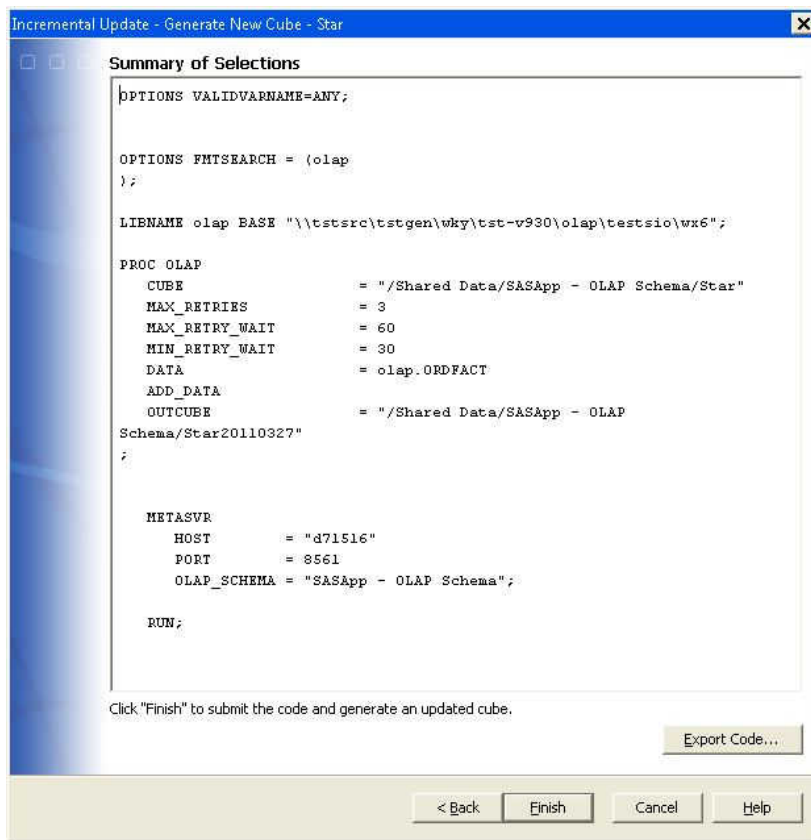 Incremental Update - Generate New Cube - Star
Summary of Selections
OPTIONS VALIDVARNAME=ANY;
OPTIONS FMTSEARCH = (olap
);
LIBNAME olap BASE "\\tstsrc\tstgen\wky\tst-v930\olap\testsio\wx6";
PROC OLAP
CUBE = "/Shared Data/SASApp - OLAP Schema/Star"
MAX_RETRIES = 3
MAX_RETRY_WAIT = 60
MIN_RETRY_WAIT = 30
DATA = olap.ORDFACT
ADD_DATA
OUTCUBE = "/Shared Data/SASApp - OLAP
Schema/Star20110327"
;
METASVR
HOST = "d71516"
PORT = 8561
OLAP_SCHEMA = "SASApp - OLAP Schema";
RUN;
Click "Finish" to submit the code and generate an updated cube.
Export Code...
< Back Finish Cancel Help